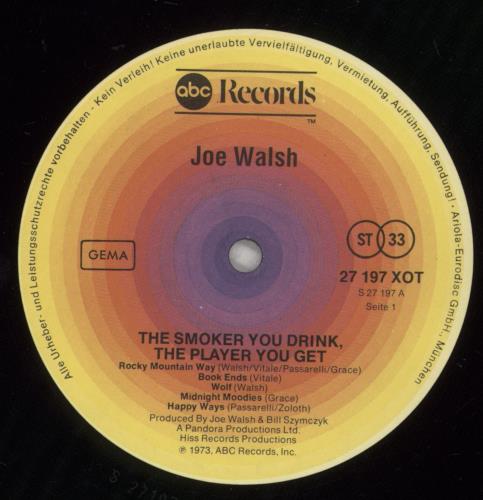 Alle Urheber- und Leistungsschutzrechte vorbehalten - Kein Verleih! Keine unerlaubte Vervielfältigung, Vermietung, Aufführung, Sendung! · Ariola-Eurodisc GmbH., München
abc Records
TM
Joe Walsh
GEMA
ST 33
27 197 XOT
S 27 197 A
Seite 1
THE SMOKER YOU DRINK,
THE PLAYER YOU GET
Rocky Mountain Way (Walsh/Vitale/Passarelli/Grace)
Book Ends (Vitale)
Wolf (Walsh)
Midnight Moodies (Grace)
Happy Ways (Passarelli/Zoloth)
Produced By Joe Walsh & Bill Szymczyk
A Pandora Productions Ltd.
Hiss Records Productions
℗ 1973, ABC Records, Inc.